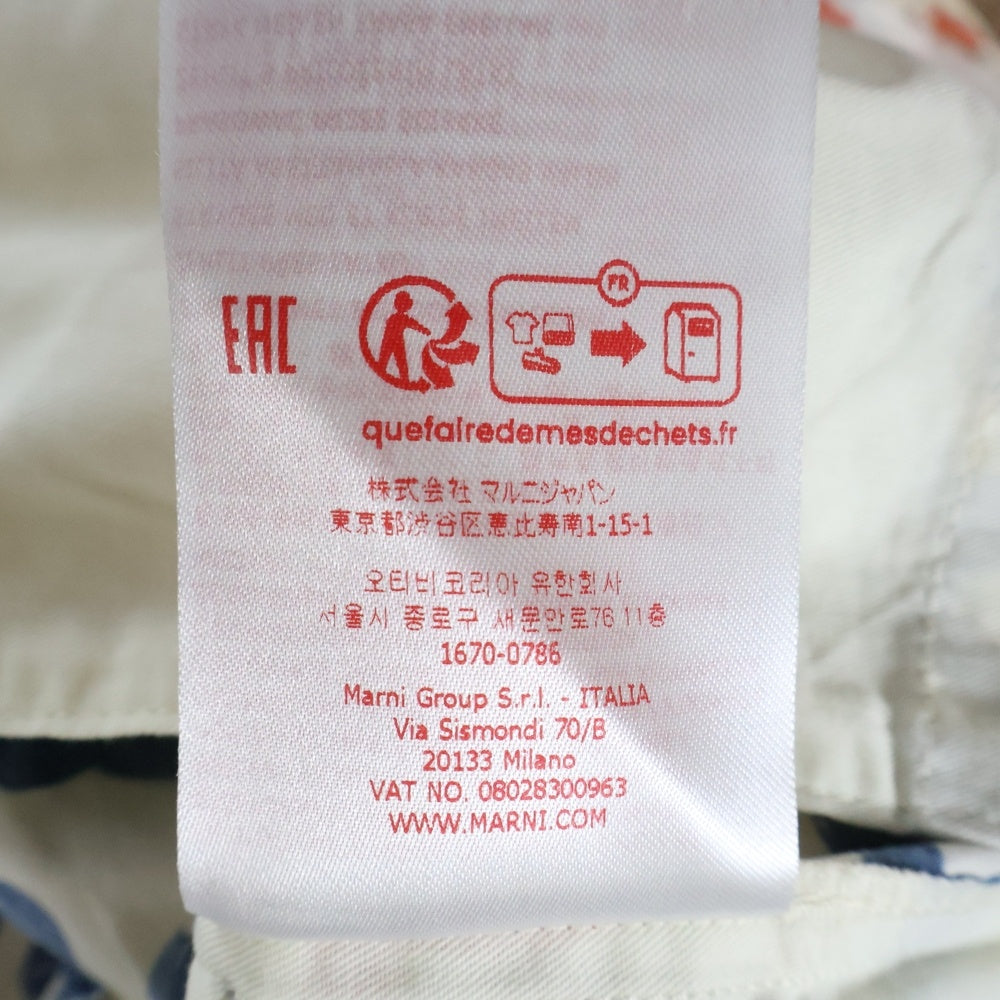 EAC
FR
quefairedemesdechets.fr
株式会社 マルニジャパン
東京都渋谷区恵比寿南1-15-1
오티비코리아 유한회사
서울시 종로구 새문안로76 11층
1670-0786
Marni Group S.r.l. - ITALIA
Via Sismondi 70/B
20133 Milano
VAT NO. 08028300963
WWW.MARNI.COM